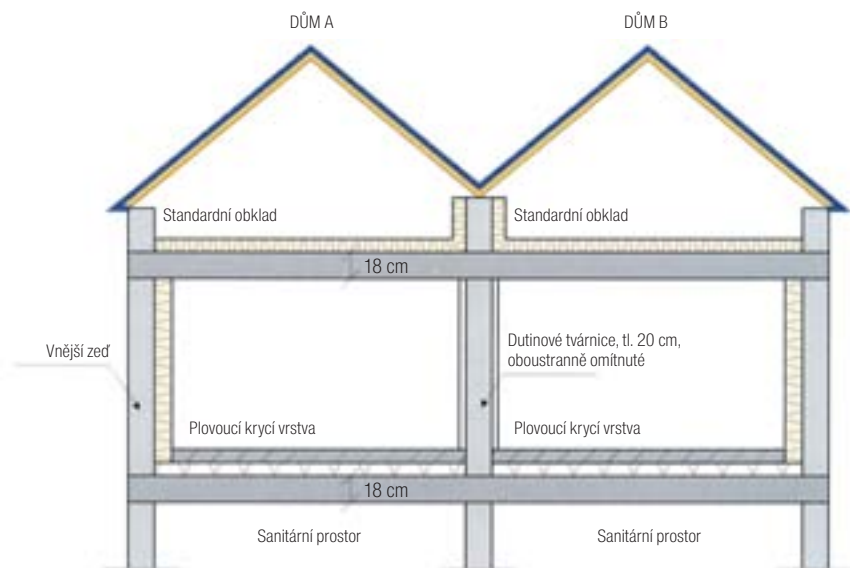 DŮM A
DŮM B
Standardní obklad
Standardní obklad
18 cm
Vnější zeď
Dutinové tvárnice, tl. 20 cm,
oboustranně omítnuté
Plovoucí krycí vrstva
Plovoucí krycí vrstva
18 cm
Sanitární prostor
Sanitární prostor